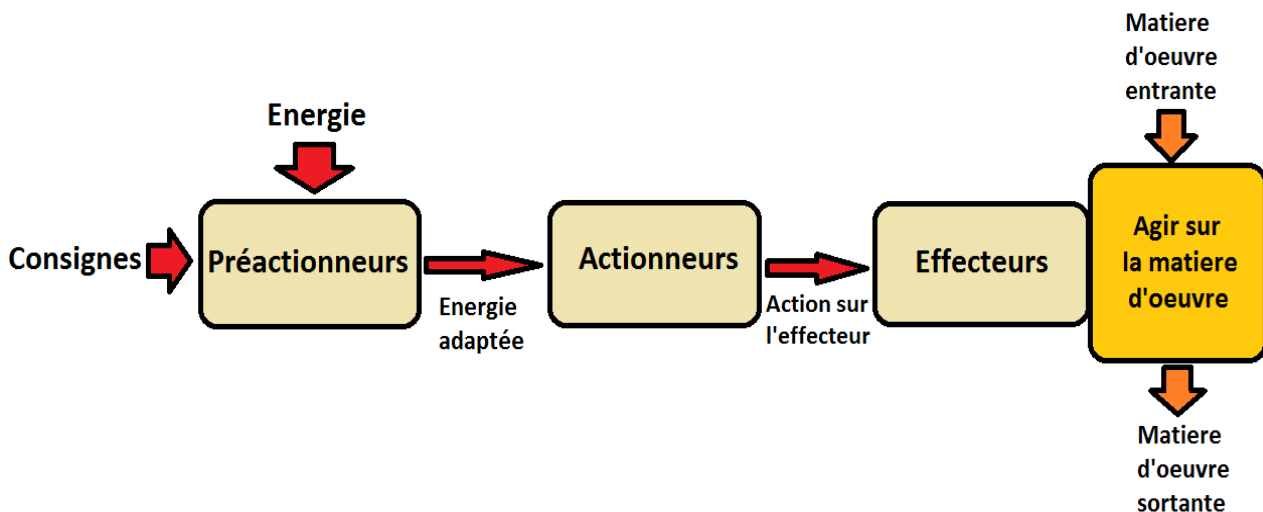 Matiere
d'oeuvre
entrante
Energie
Consignes
Préactionneurs
Energie
adaptée
Actionneurs
Action sur
l'effecteur
Effecteurs
Agir sur
la matiere
d'oeuvre
Matiere
d'oeuvre
sortante